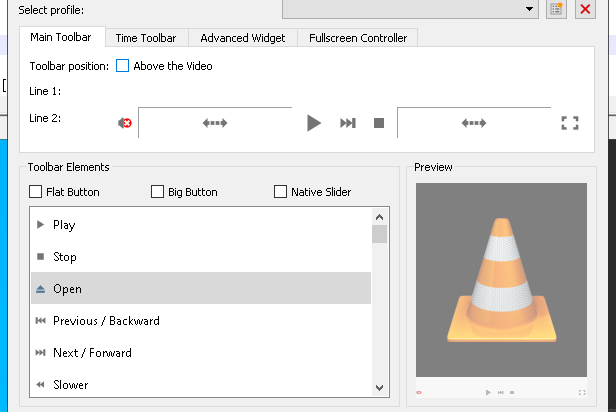 Select profile:
Main Toolbar Time Toolbar Advanced Widget Fullscreen Controller
Toolbar position: Above the Video
Line 1:
Line 2:
Toolbar Elements
Flat Button Big Button Native Slider
Play
Stop
Open
Previous / Backward
Next / Forward
Slower
Preview